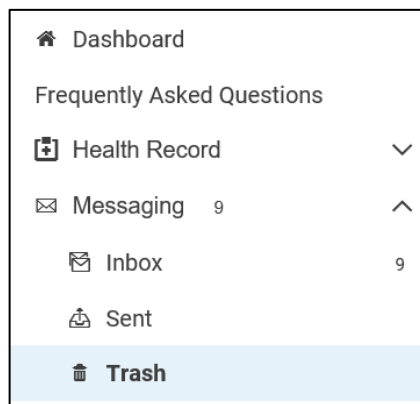 Dashboard
Frequently Asked Questions
Health Record
Messaging 9
Inbox 9
Sent
Trash